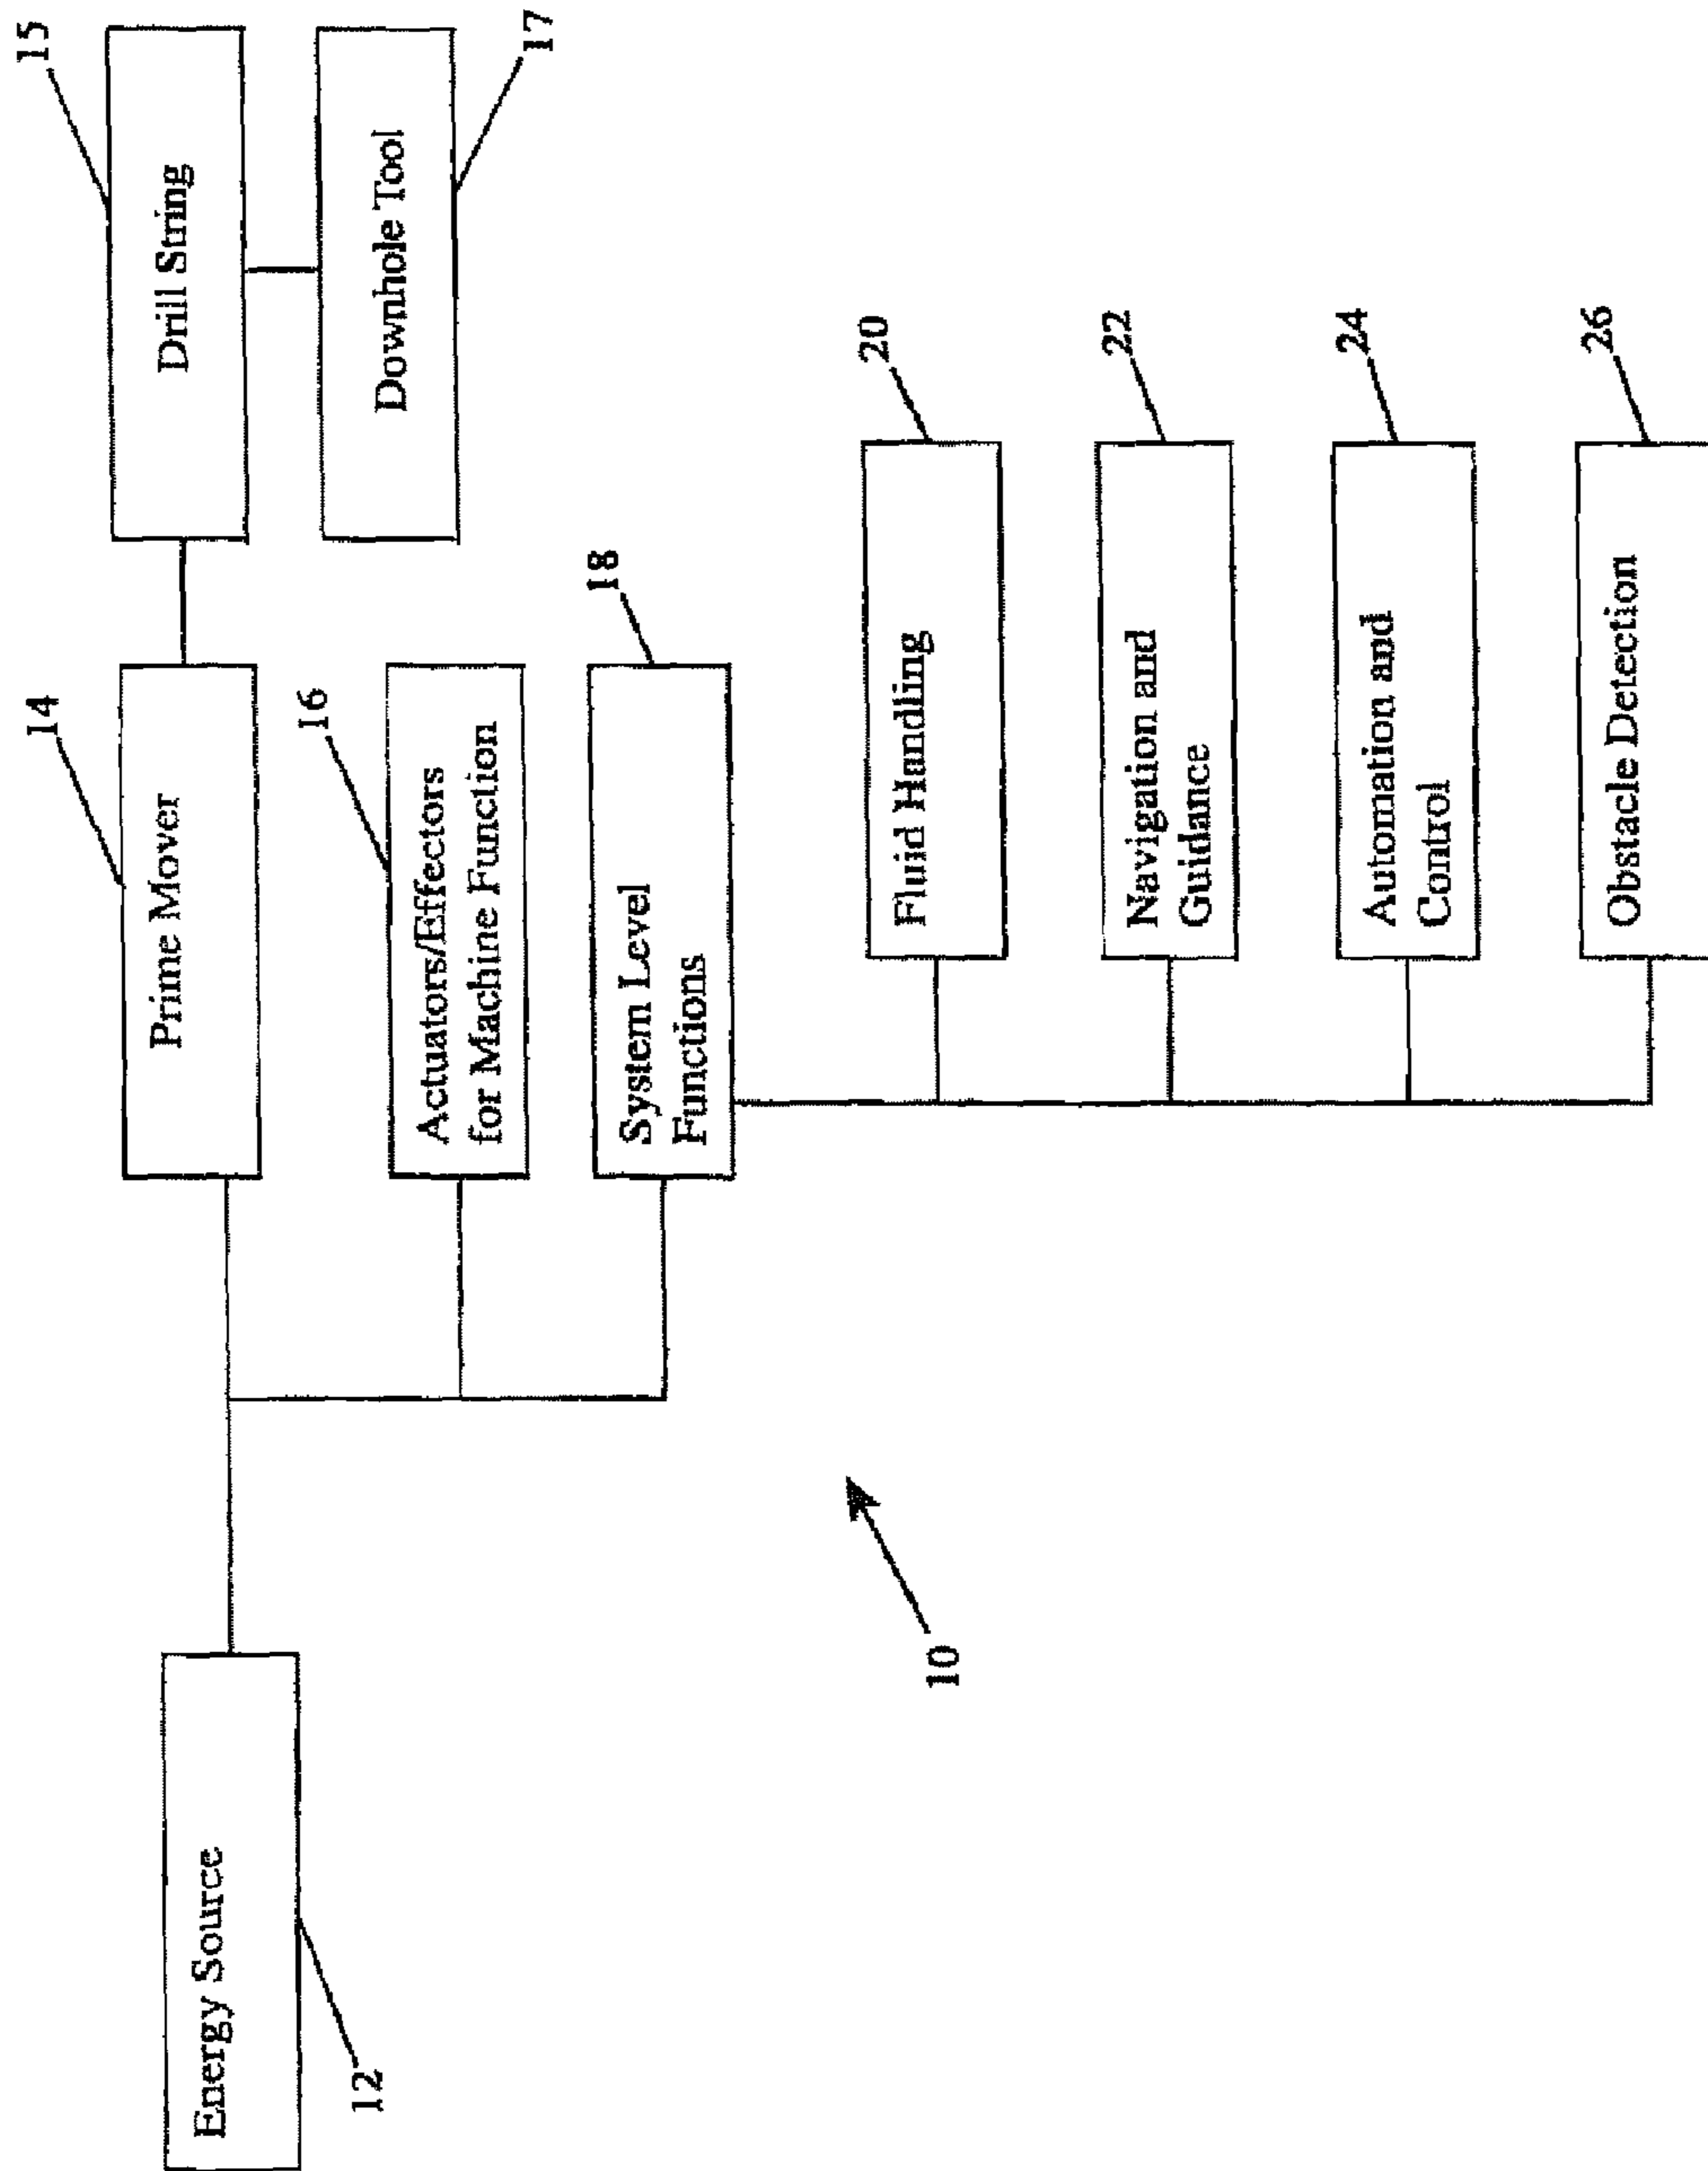 15
Drill String
Downhole Tool
17
14
Prime Mover
16
Actuators/Effectors
for Machine Function
18
System Level
Functions
20
Fluid Handling
22
Navigation and
Guidance
24
Automation and
Control
26
Obstacle Detection
Energy Source
12
10